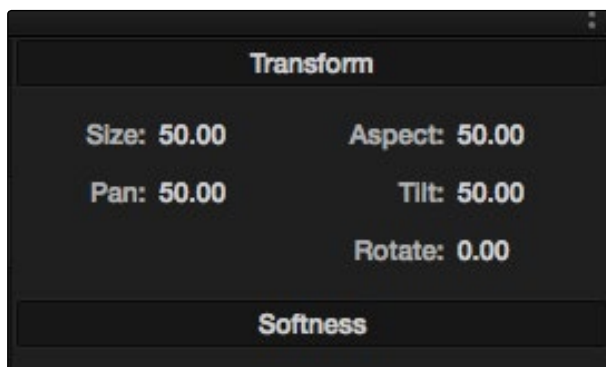 Transform
Size: 50.00 Aspect: 50.00
Pan: 50.00 Tilt: 50.00
Rotate: 0.00
Softness